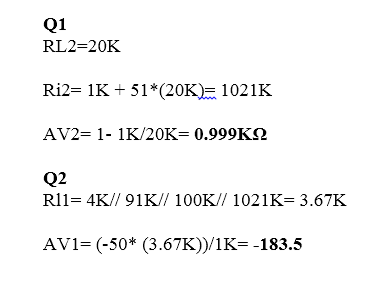 Q1
RL2=20K
Ri2= 1K + 51*(20K)= 1021K
AV2= 1- 1K/20K= 0.999KΩ
Q2
Rl1= 4K// 91K// 100K// 1021K= 3.67K
AV1= (-50* (3.67K))/1K= -183.5